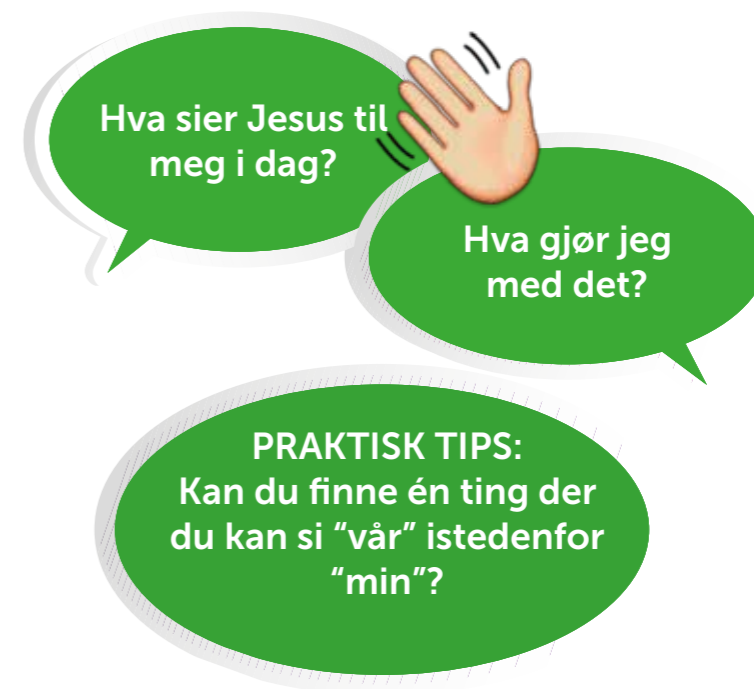 Hva sier Jesus til
meg i dag?
Hva gjør jeg
med det?
PRAKTISK TIPS:
Kan du finne én ting der
du kan si “vår” istedenfor
“min”?